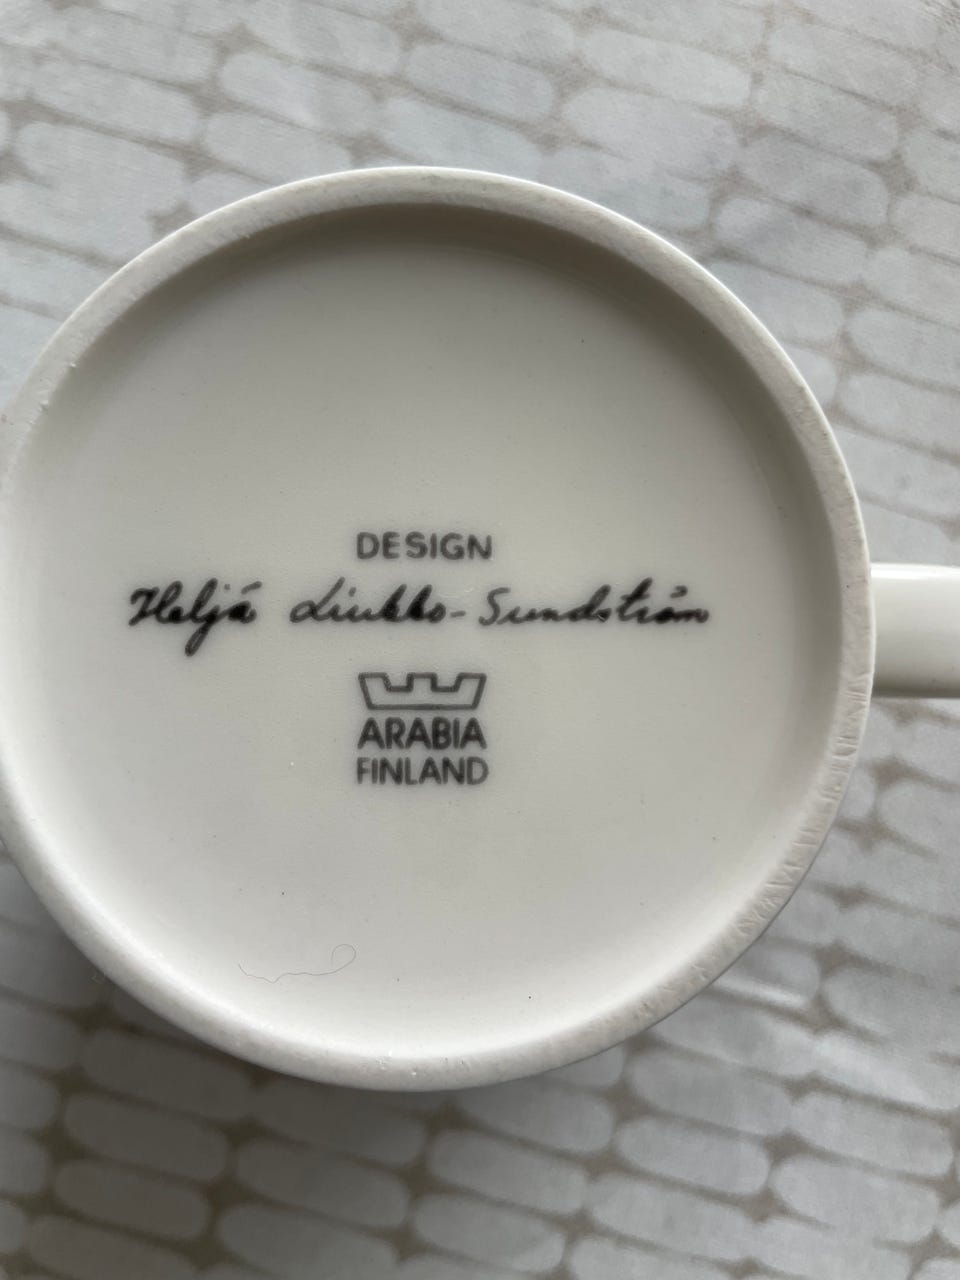 DESIGN
Heljä Liukko-Sundström
ARABIA
FINLAND